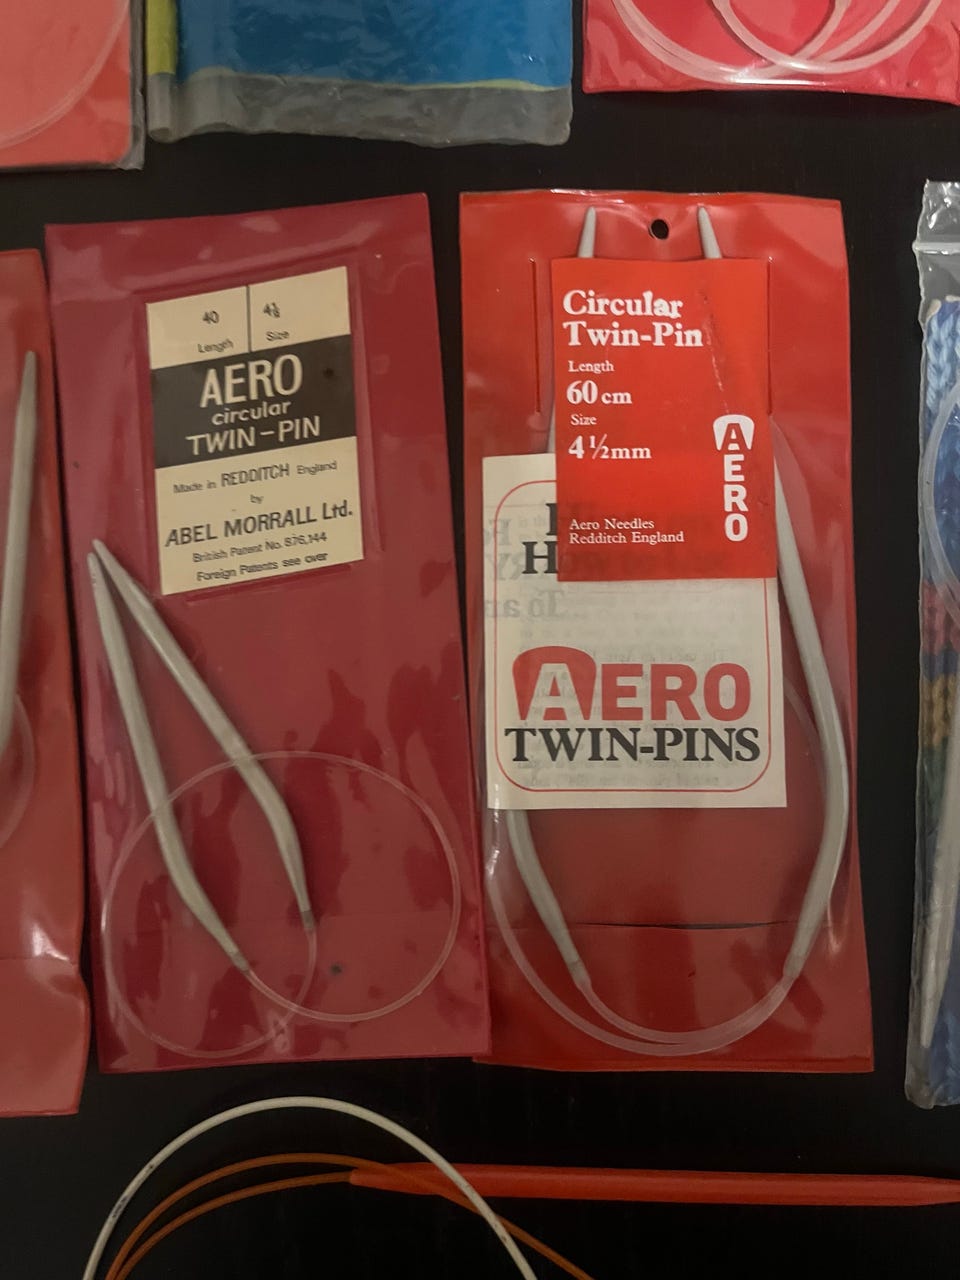 40
Length
4½
Size
AERO
circular
TWIN-PIN
Made in REDDITCH England
by
ABEL MORRALL Ltd.
British Patent No. 876,144
Foreign Patents see over
Circular
Twin-Pin
Length
60 cm
Size
4 ½mm
AERO
Aero Needles
Redditch England
H
AERO
TWIN-PINS